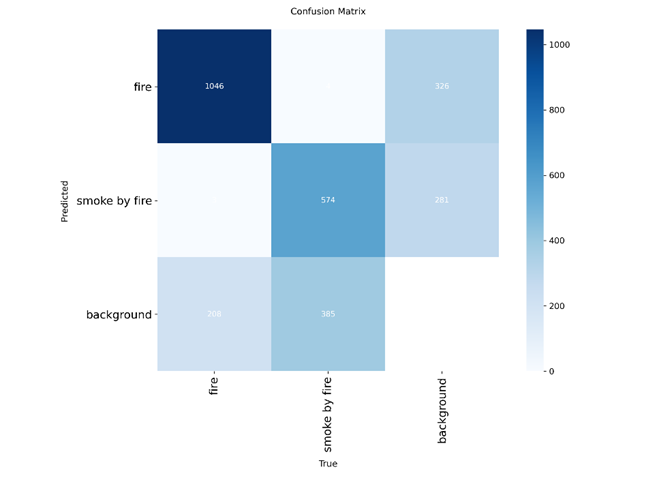 Confusion Matrix
fire
1046
326
smoke by fire
574
281
background
208
385
fire
smoke by fire
background
Predicted
True
1000
800
600
400
200
0